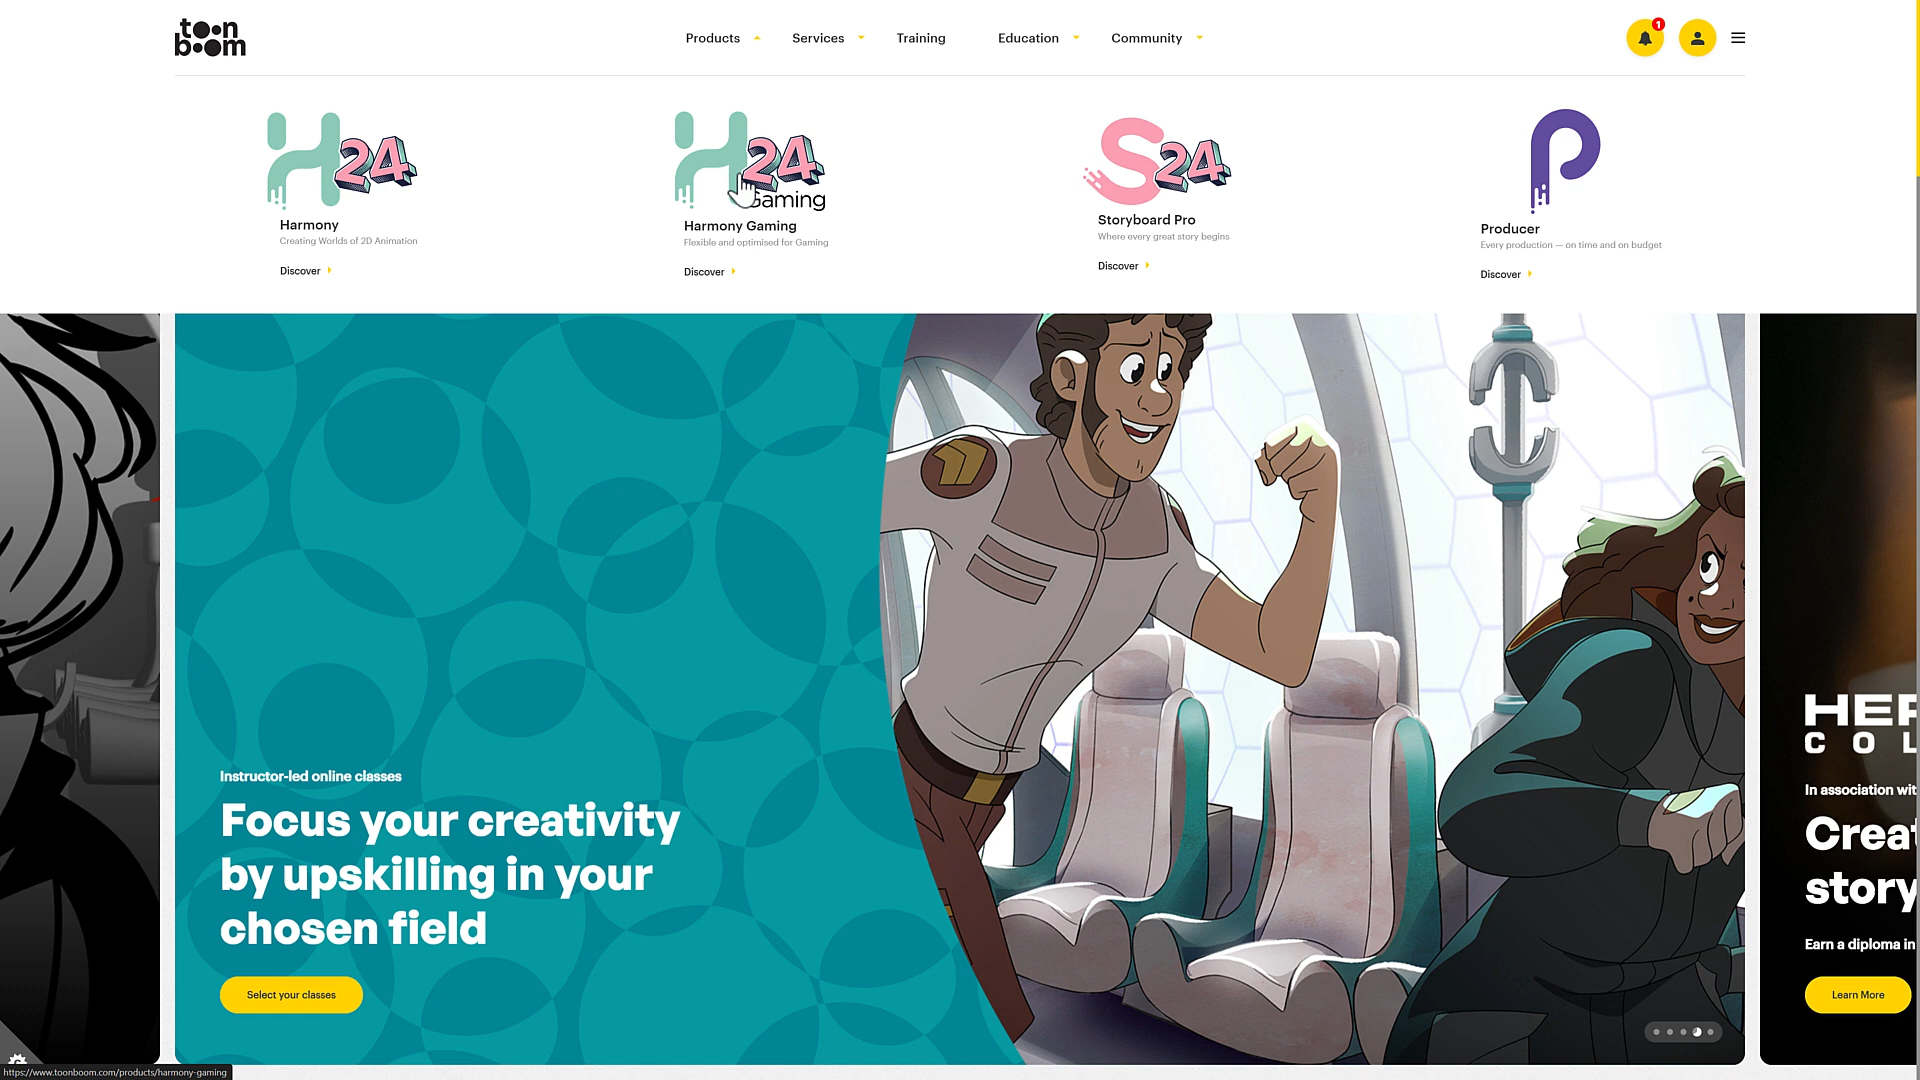 toon
boom
Products
Services
Training
Education
Community
1
24
24
Gaming
S24
Harmony
Creating Worlds of 2D Animation
Discover
Harmony Gaming
Flexible and optimised for Gaming
Discover
Storyboard Pro
Where every great story begins
Discover
Producer
Every production — on time and on budget
Discover
Instructor-led online classes
Focus your creativity
by upskilling in your
chosen field
Select your classes
In association
Earn a diploma in
Learn More
https://www.toonboom.com/products/harmony-gaming